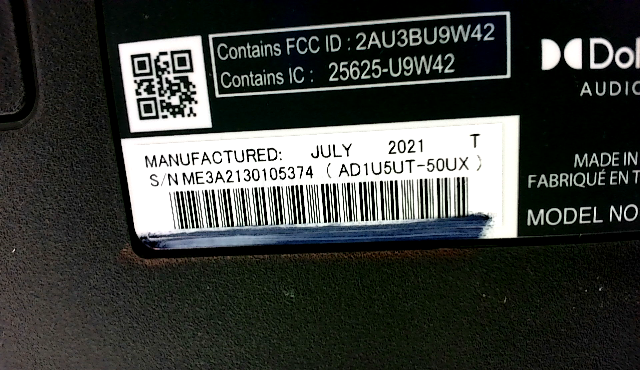 Contains FCC ID : 2AU3BU9W42
Contains IC : 25625-U9W42
AUDIO
MANUFACTURED: JULY 2021 T
S/N ME3A2130105374 ( AD1U5UT-50UX )
MADE IN
FABRIQUÉ EN T
MODEL NO